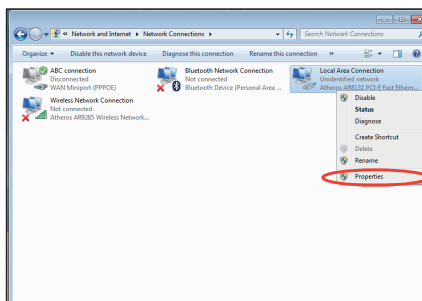 « Network and Internet ▸ Network Connections ▸
Search Network Connections
Organize ▾ Disable this network device Diagnose this connection Rename this connection »
ABC connection
Disconnected
WAN Miniport (PPPOE)
Bluetooth Network Connection
Not connected
Bluetooth Device (Personal Area ...
Local Area Connection
Unidentified network
Atheros AR8132 PCI-E Fast Ethern...
Wireless Network Connection
Not connected
Atheros AR9285 Wireless Network...
Disable
Status
Diagnose
Create Shortcut
Delete
Rename
Properties